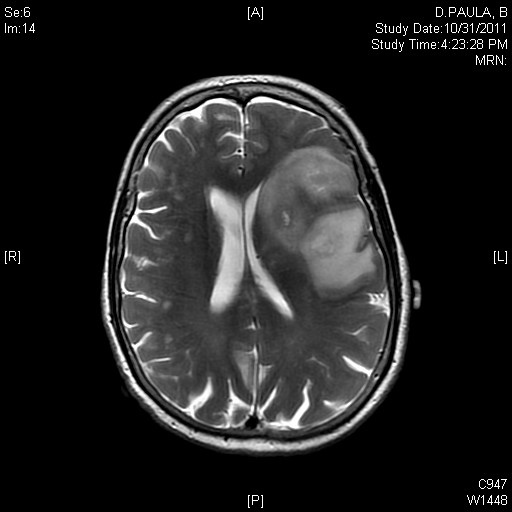 Se:6
Im:14
[A]
D.PAULA, B
Study Date:10/31/2011
Study Time:4:23:28 PM
MRN:
[R]
[L]
[P]
C947
W1448